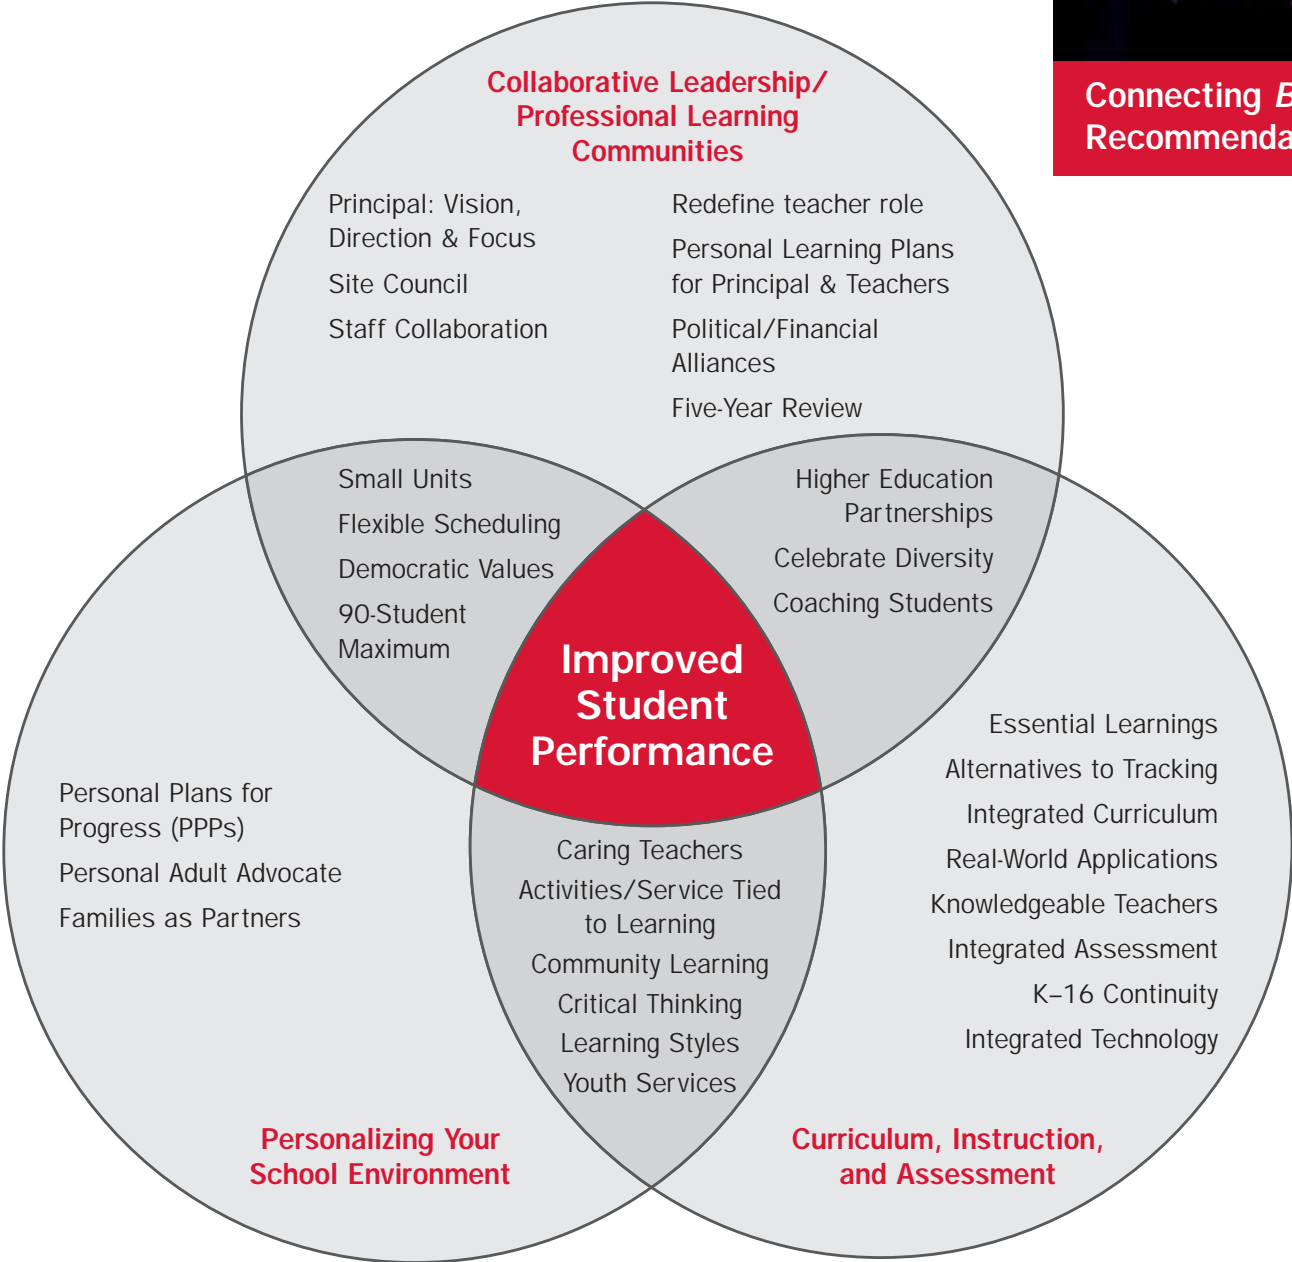 Connecting B
Recommenda
Collaborative Leadership/
Professional Learning
Communities
Principal: Vision,
Direction & Focus
Site Council
Staff Collaboration
Redefine teacher role
Personal Learning Plans
for Principal & Teachers
Political/Financial
Alliances
Five-Year Review
Small Units
Flexible Scheduling
Democratic Values
90-Student
Maximum
Higher Education
Partnerships
Celebrate Diversity
Coaching Students
Improved
Student
Performance
Personal Plans for
Progress (PPPs)
Personal Adult Advocate
Families as Partners
Essential Learnings
Alternatives to Tracking
Integrated Curriculum
Real-World Applications
Knowledgeable Teachers
Integrated Assessment
K–16 Continuity
Integrated Technology
Caring Teachers
Activities/Service Tied
to Learning
Community Learning
Critical Thinking
Learning Styles
Youth Services
Personalizing Your
School Environment
Curriculum, Instruction,
and Assessment